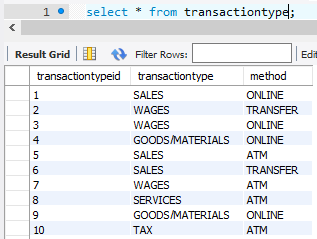 1 select * from transactiontype;
Result Grid Filter Rows: Edi
transactiontypeid transactiontype method
1 SALES ONLINE
2 WAGES TRANSFER
3 WAGES ONLINE
4 GOODS/MATERIALS ONLINE
5 SALES ATM
6 SALES TRANSFER
7 WAGES ATM
8 SERVICES ATM
9 GOODS/MATERIALS ONLINE
10 TAX ATM